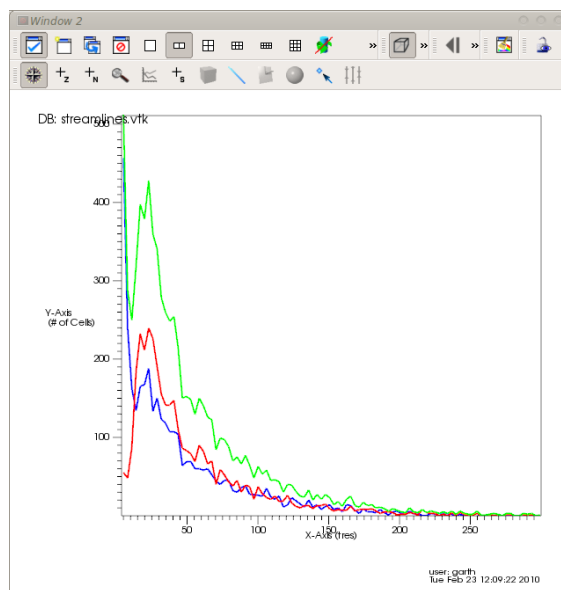 Window 2
» » » »
Z N S
DB: streamlines.vtk
500
400
300
200
100
Y-Axis
(# of Cells)
50 100 150 200 250
X-Axis (tres)
user: garth
Tue Feb 23 12:09:22 2010